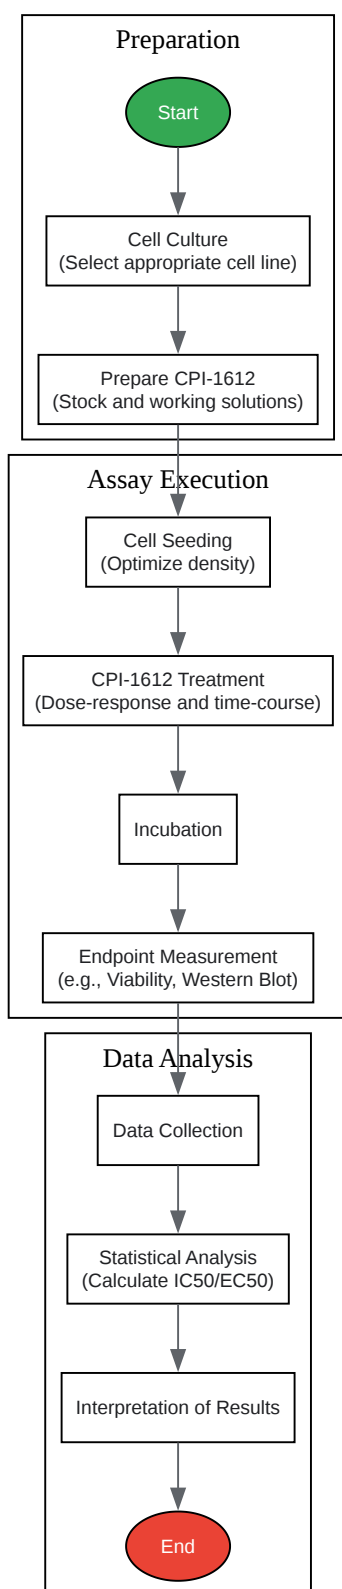 Preparation
Start
Cell Culture
(Select appropriate cell line)
Prepare CPI-1612
(Stock and working solutions)
Assay Execution
Cell Seeding
(Optimize density)
CPI-1612 Treatment
(Dose-response and time-course)
Incubation
Endpoint Measurement
(e.g., Viability, Western Blot)
Data Analysis
Data Collection
Statistical Analysis
(Calculate IC50/EC50)
Interpretation of Results
End